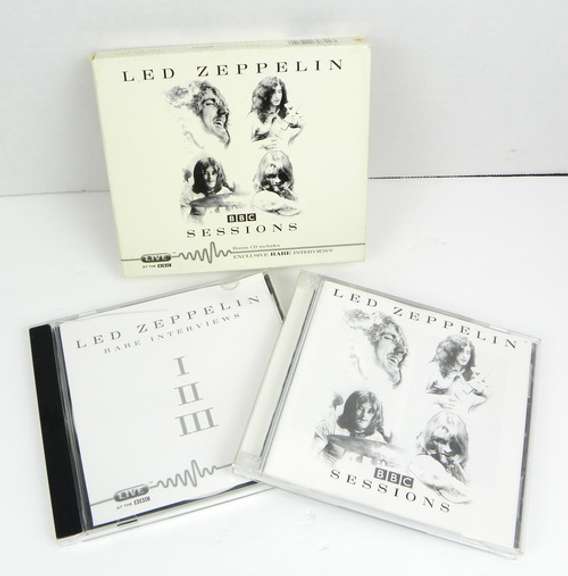 LED ZEPPELIN
BBC
SESSIONS
LIVE
AT THE BBC
Bonus CD includes
EXCLUSIVE RARE INTERVIEWS
LED ZEPPELIN
RARE INTERVIEWS
I
II
III
LIVE
AT THE BBC
LED ZEPPELIN
BBC
SESSIONS